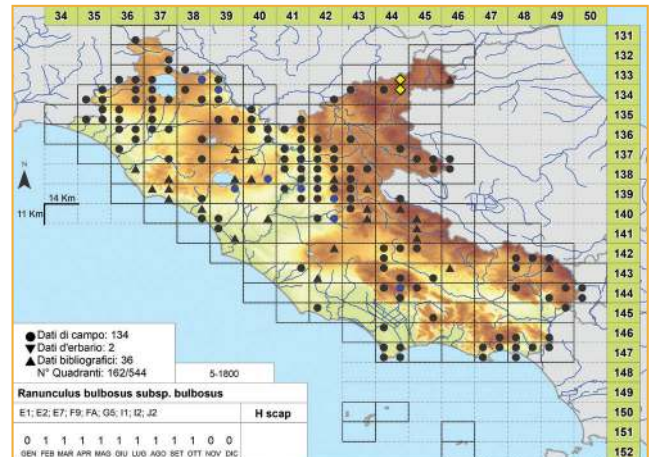 34 35 36 37 38 39 40 41 42 43 44 45 46 47 48 49 50
131
132
133
134
135
136
137
138
139
140
141
142
143
144
145
146
147
148
149
150
151
152
N
14 Km
11 Km
Dati di campo: 134
Dati d'erbario: 2
Dati bibliografici: 36
N° Quadranti: 162/544
5-1800
Ranunculus bulbosus subsp. bulbosus
E1; E2; E7; F9; FA; G5; I1; I2; J2
H scap
0 1 1 1 1 1 1 1 1 1 0 0
GEN FEB MAR APR MAG GIU LUG AGO SET OTT NOV DIC